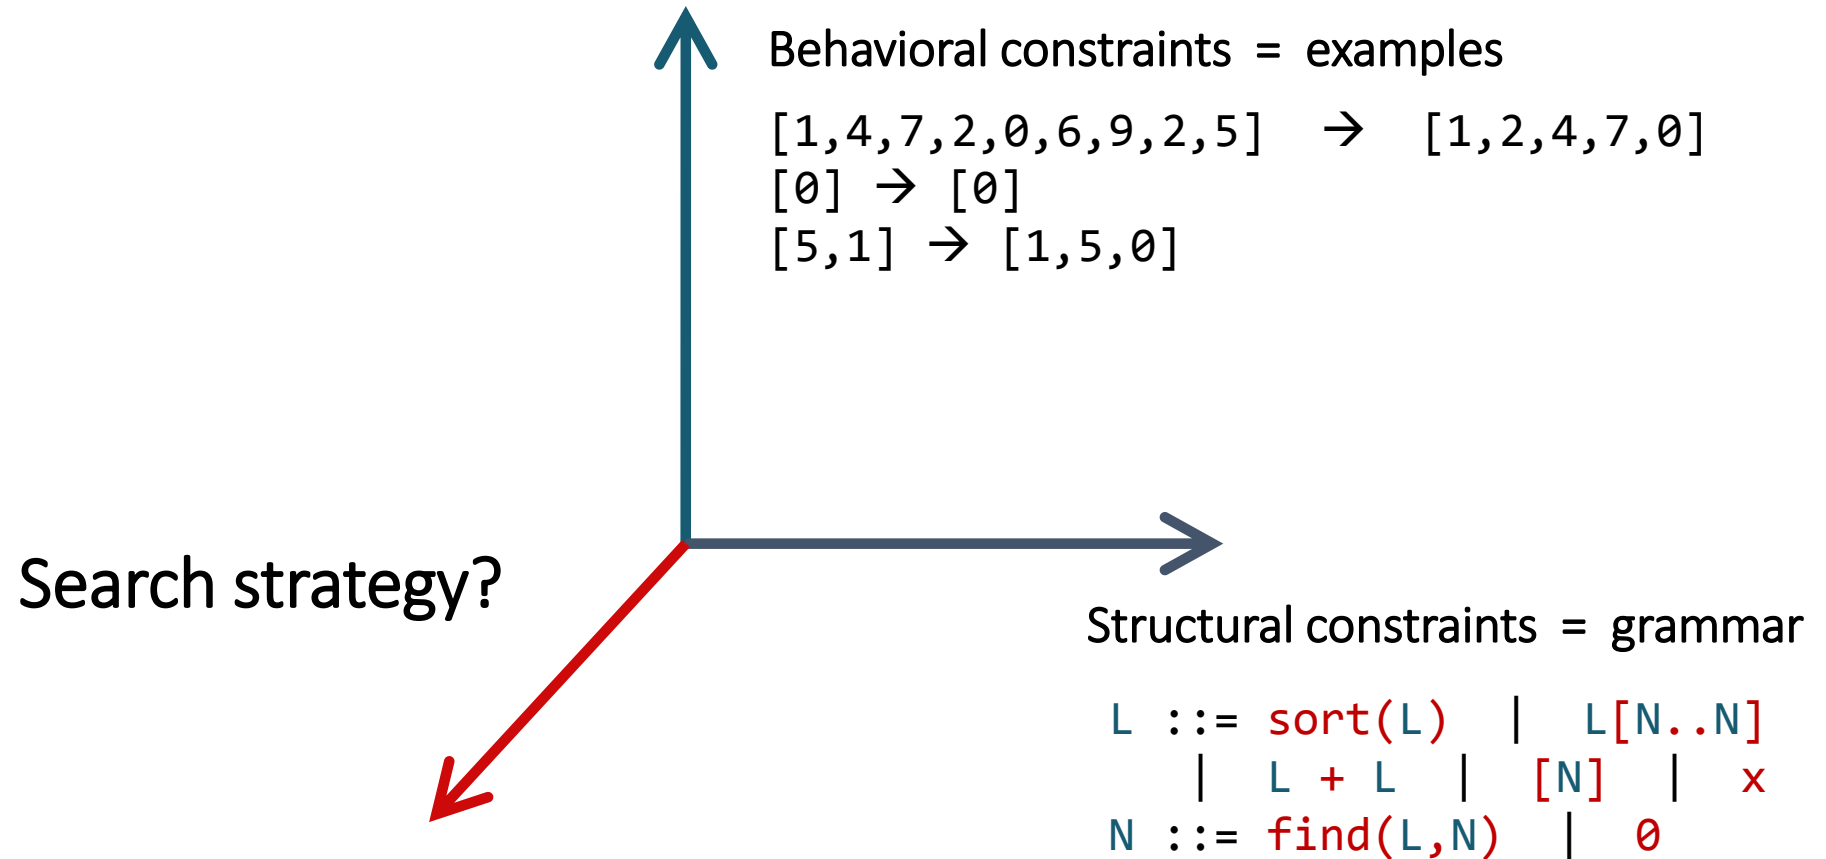 Behavioral constraints = examples
[1,4,7,2,0,6,9,2,5] → [1,2,4,7,0]
[0] → [0]
[5,1] → [1,5,0]
Search strategy?
Structural constraints = grammar
L ::= sort(L) | L[N..N]
| L + L | [N] | x
N ::= find(L,N) | 0